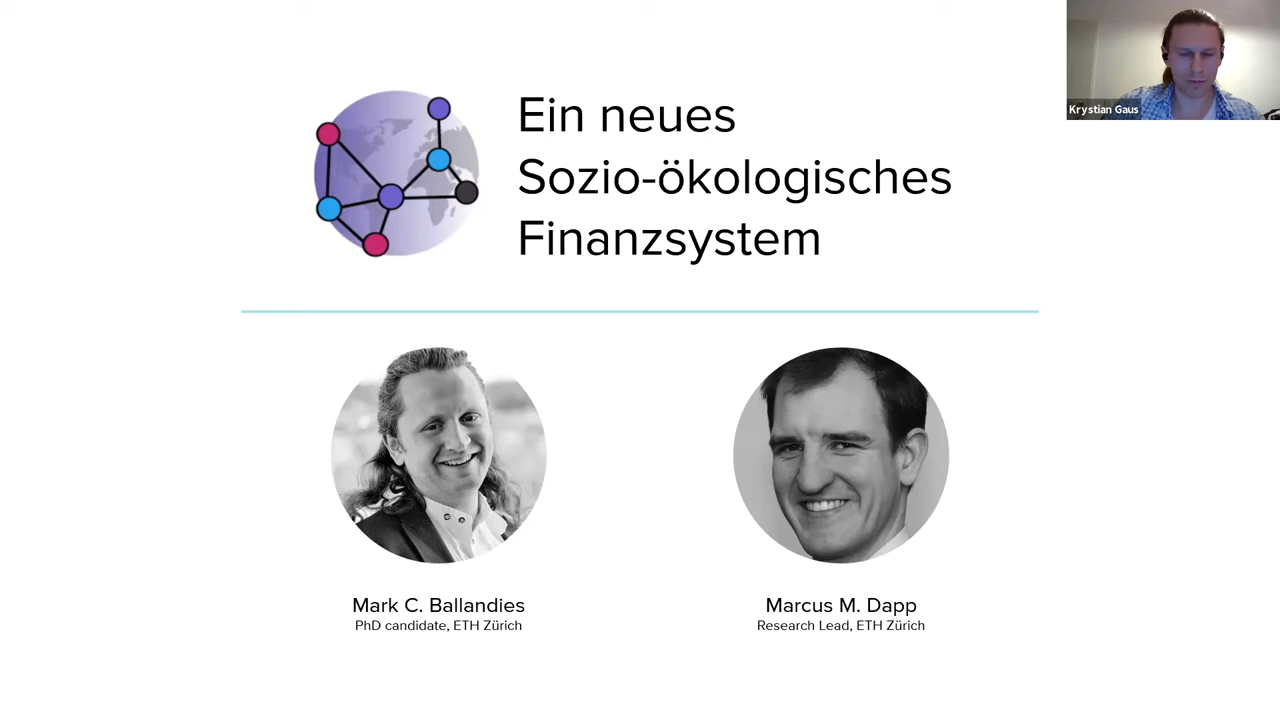 Ein neues
Sozio-ökologisches
Finanzsystem
Krystian Gaus
Mark C. Ballandies
PhD candidate, ETH Zürich
Marcus M. Dapp
Research Lead, ETH Zürich